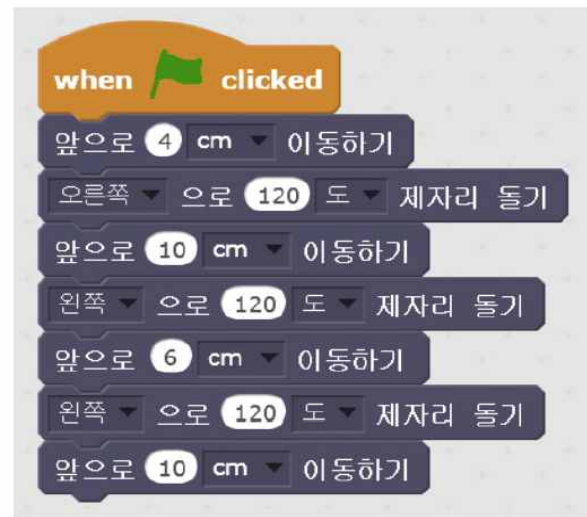 when clicked
앞으로 4 cm 이동하기
오른쪽 으로 120 도 제자리 돌기
앞으로 10 cm 이동하기
왼쪽 으로 120 도 제자리 돌기
앞으로 6 cm 이동하기
왼쪽 으로 120 도 제자리 돌기
앞으로 10 cm 이동하기